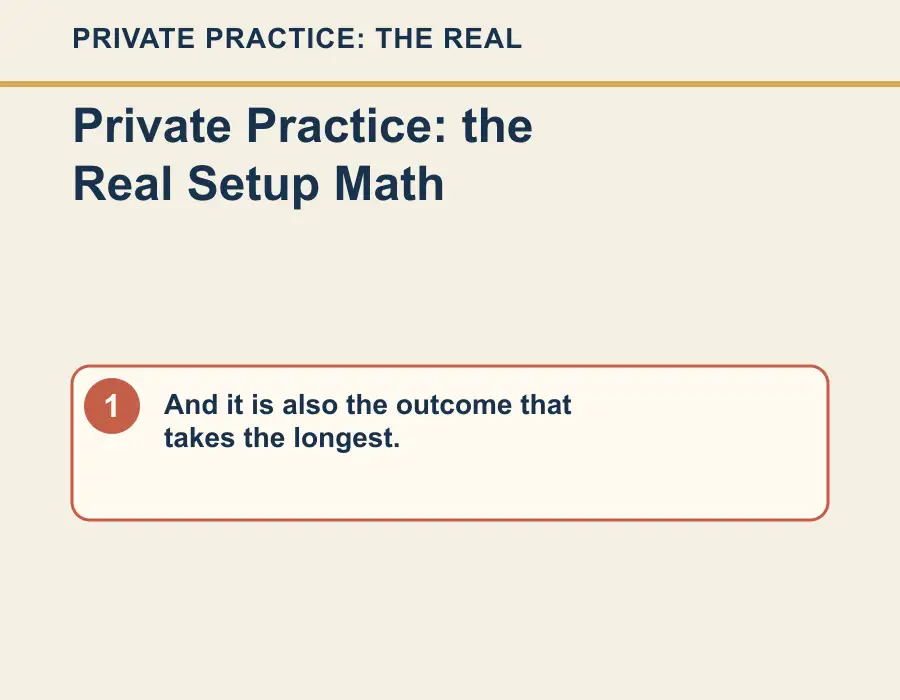 PRIVATE PRACTICE: THE REAL
Private Practice: the
Real Setup Math
1
And it is also the outcome that
takes the longest.